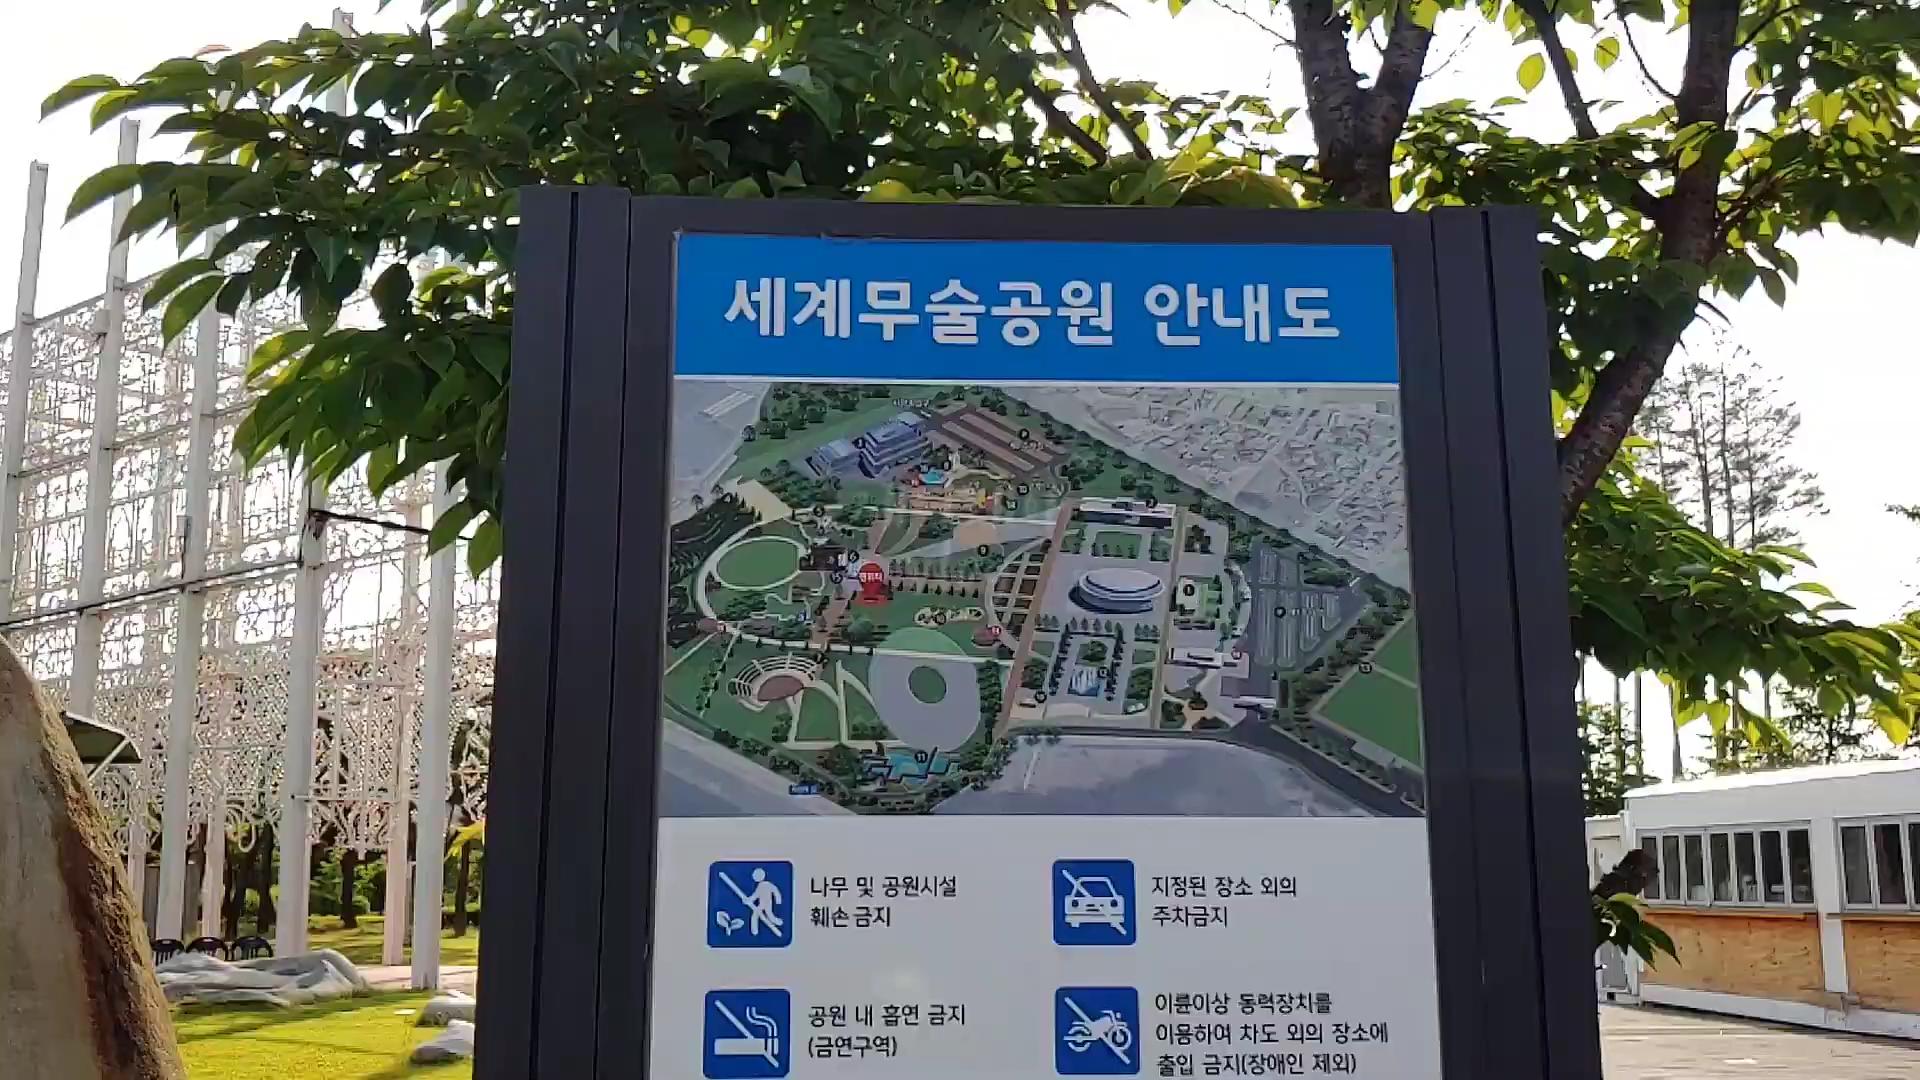 세계무술공원 안내도
현위치
나무 및 공원시설
훼손금지
지정된 장소 외의
주차금지
공원 내 흡연 금지
(금연구역)
이륜이상 동력장치를
이용하여 차도 외의 장소에
출입 금지(장애인 제외)